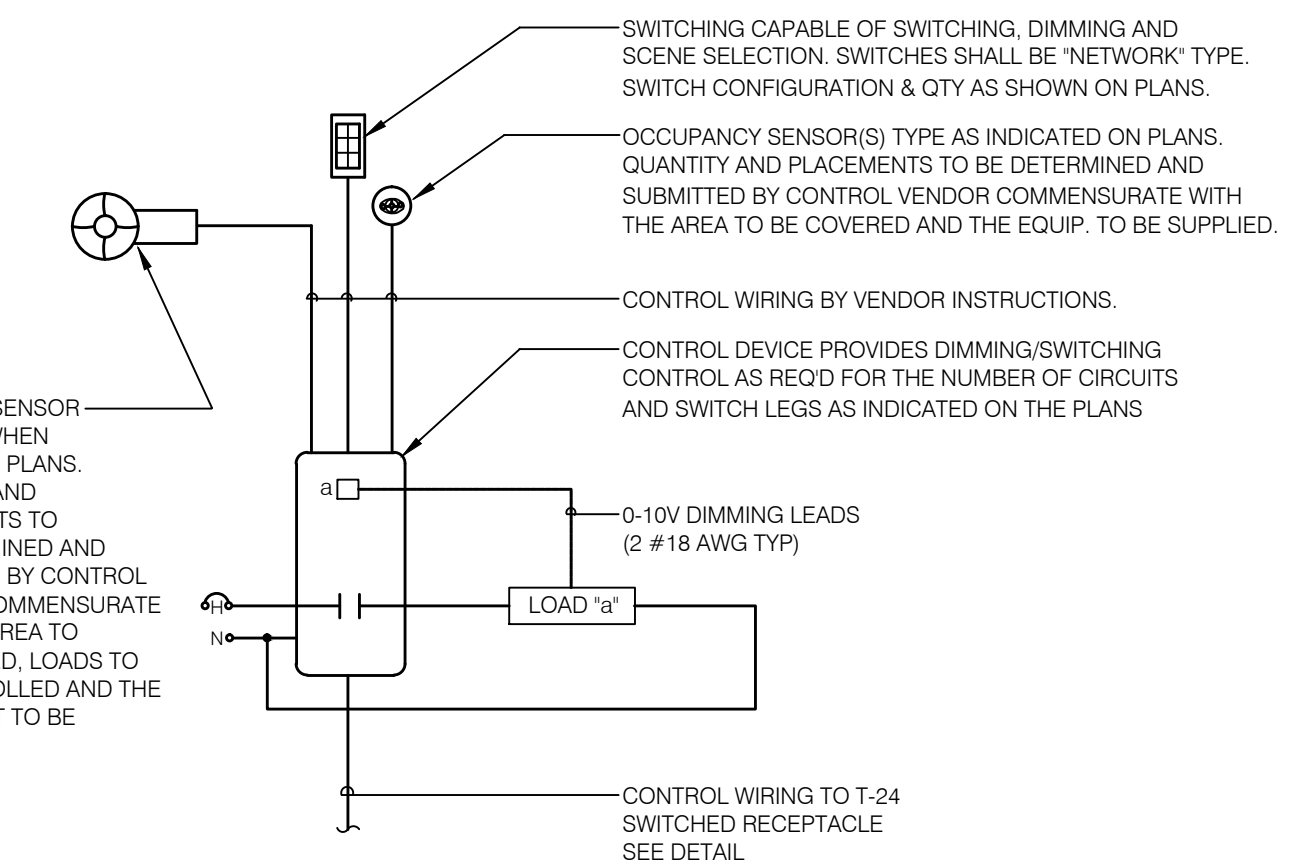 SWITCHING CAPABLE OF SWITCHING, DIMMING AND
SCENE SELECTION. SWITCHES SHALL BE "NETWORK" TYPE.
SWITCH CONFIGURATION & QTY AS SHOWN ON PLANS.
OCCUPANCY SENSOR(S) TYPE AS INDICATED ON PLANS.
QUANTITY AND PLACEMENTS TO BE DETERMINED AND
SUBMITTED BY CONTROL VENDOR COMMENSURATE WITH
THE AREA TO BE COVERED AND THE EQUIP. TO BE SUPPLIED.
CONTROL WIRING BY VENDOR INSTRUCTIONS.
CONTROL DEVICE PROVIDES DIMMING/SWITCHING
CONTROL AS REQ'D FOR THE NUMBER OF CIRCUITS
AND SWITCH LEGS AS INDICATED ON THE PLANS
SENSOR
WHEN
PLANS.
AND
TO
AND
BY CONTROL
COMMENSURATE
AREA TO
LOADS TO
AND THE
TO BE
a
0-10V DIMMING LEADS
(2 #18 AWG TYP)
H
LOAD "a"
N
CONTROL WIRING TO T-24
SWITCHED RECEPTACLE
SEE DETAIL